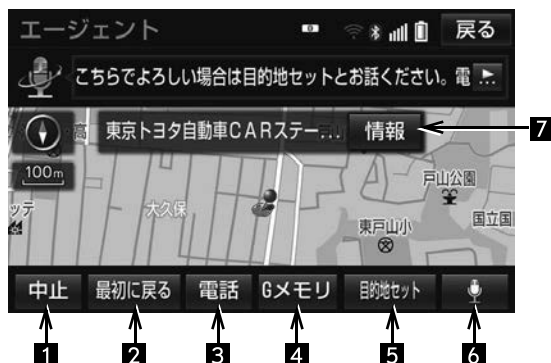 エージェント 戻る
こちらでよろしい場合は目的地セットとお話ください。電
高 東京トヨタ自動車CARステー... 情報 7
100m
戸山公園
ッテ 大久保 国立国
東戸山小
中止 最初に戻る 電話 Gメモリ 目的地セット
1 2 3 4 5 6